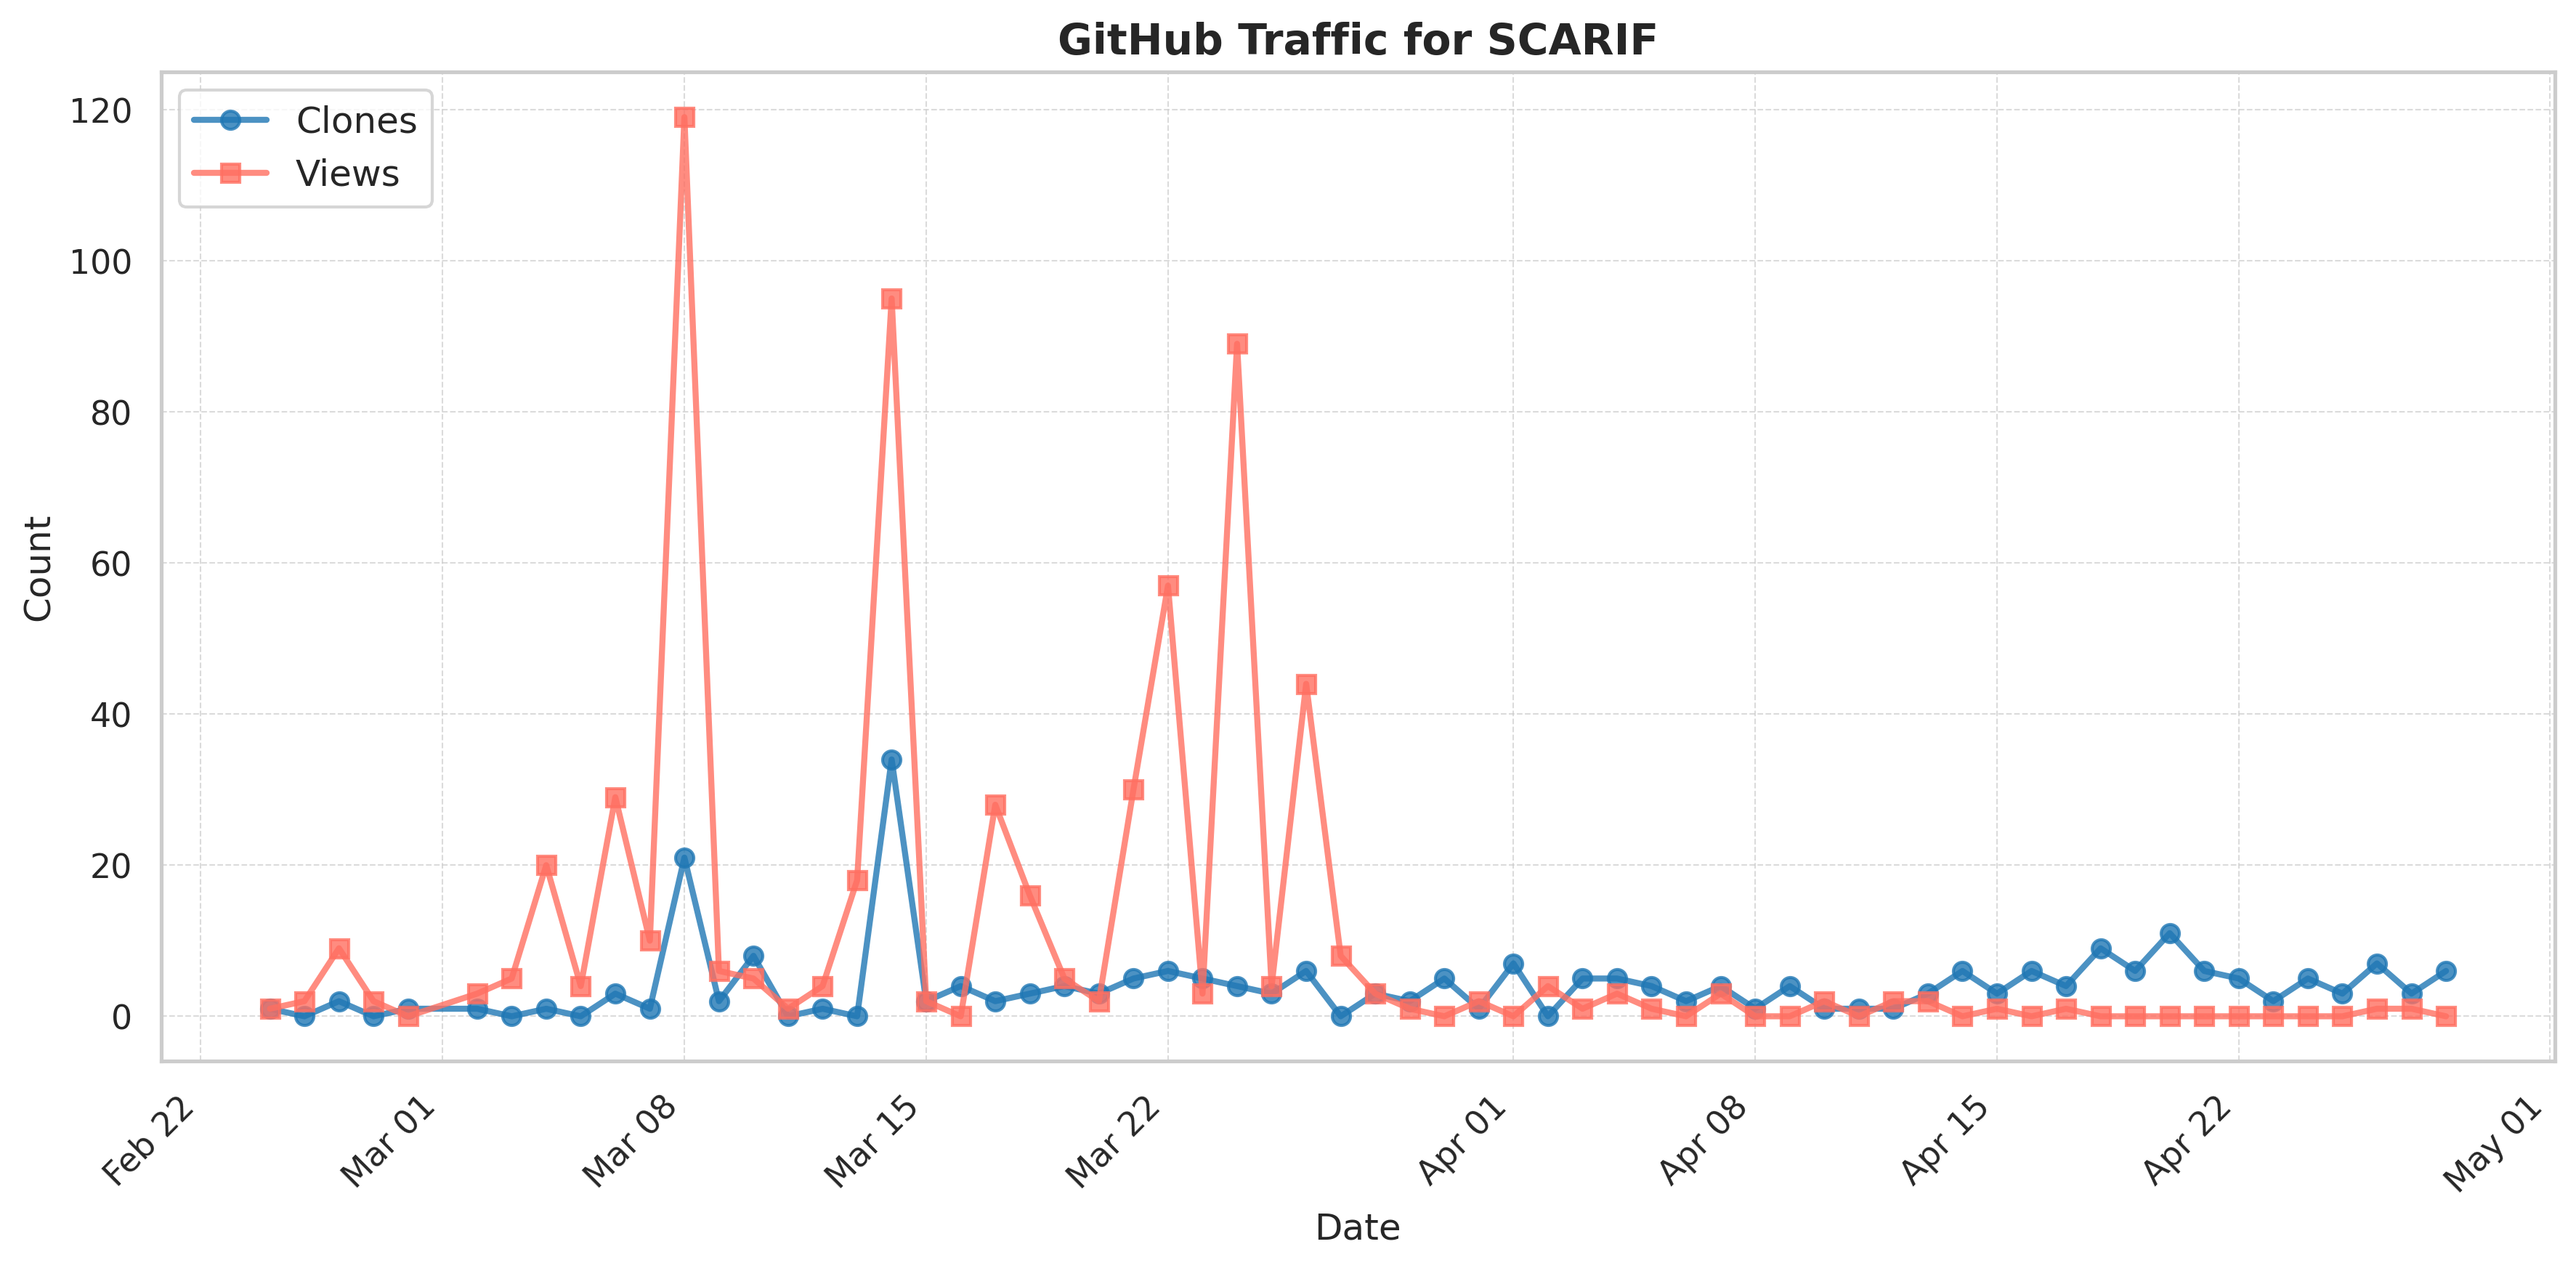 GitHub Traffic for SCARIF
Clones
Views
120
100
80
60
40
20
0
Count
Feb 22
Mar 01
Mar 08
Mar 15
Mar 22
Apr 01
Apr 08
Apr 15
Apr 22
May 01
Date